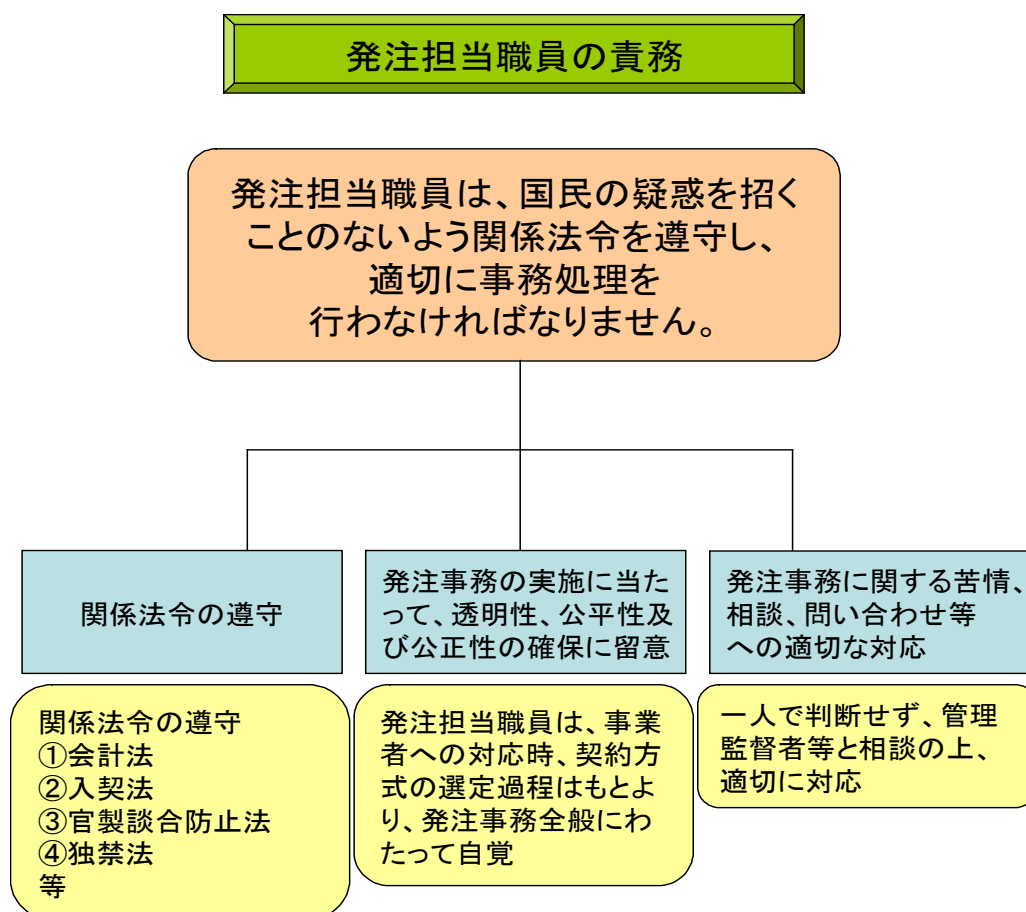 発注担当職員の責務
発注担当職員は、国民の疑惑を招く
ことのないよう関係法令を遵守し、
適切に事務処理を
行わなければなりません。
関係法令の遵守
発注事務の実施に当た
って、透明性、公平性及
び公正性の確保に留意
発注事務に関する苦情、
相談、問い合わせ等
への適切な対応
関係法令の遵守
①会計法
②入契法
③官製談合防止法
④独禁法
等
発注担当職員は、事業
者への対応時、契約方
式の選定過程はもとよ
り、発注事務全般にわ
たって自覚
一人で判断せず、管理
監督者等と相談の上、
適切に対応